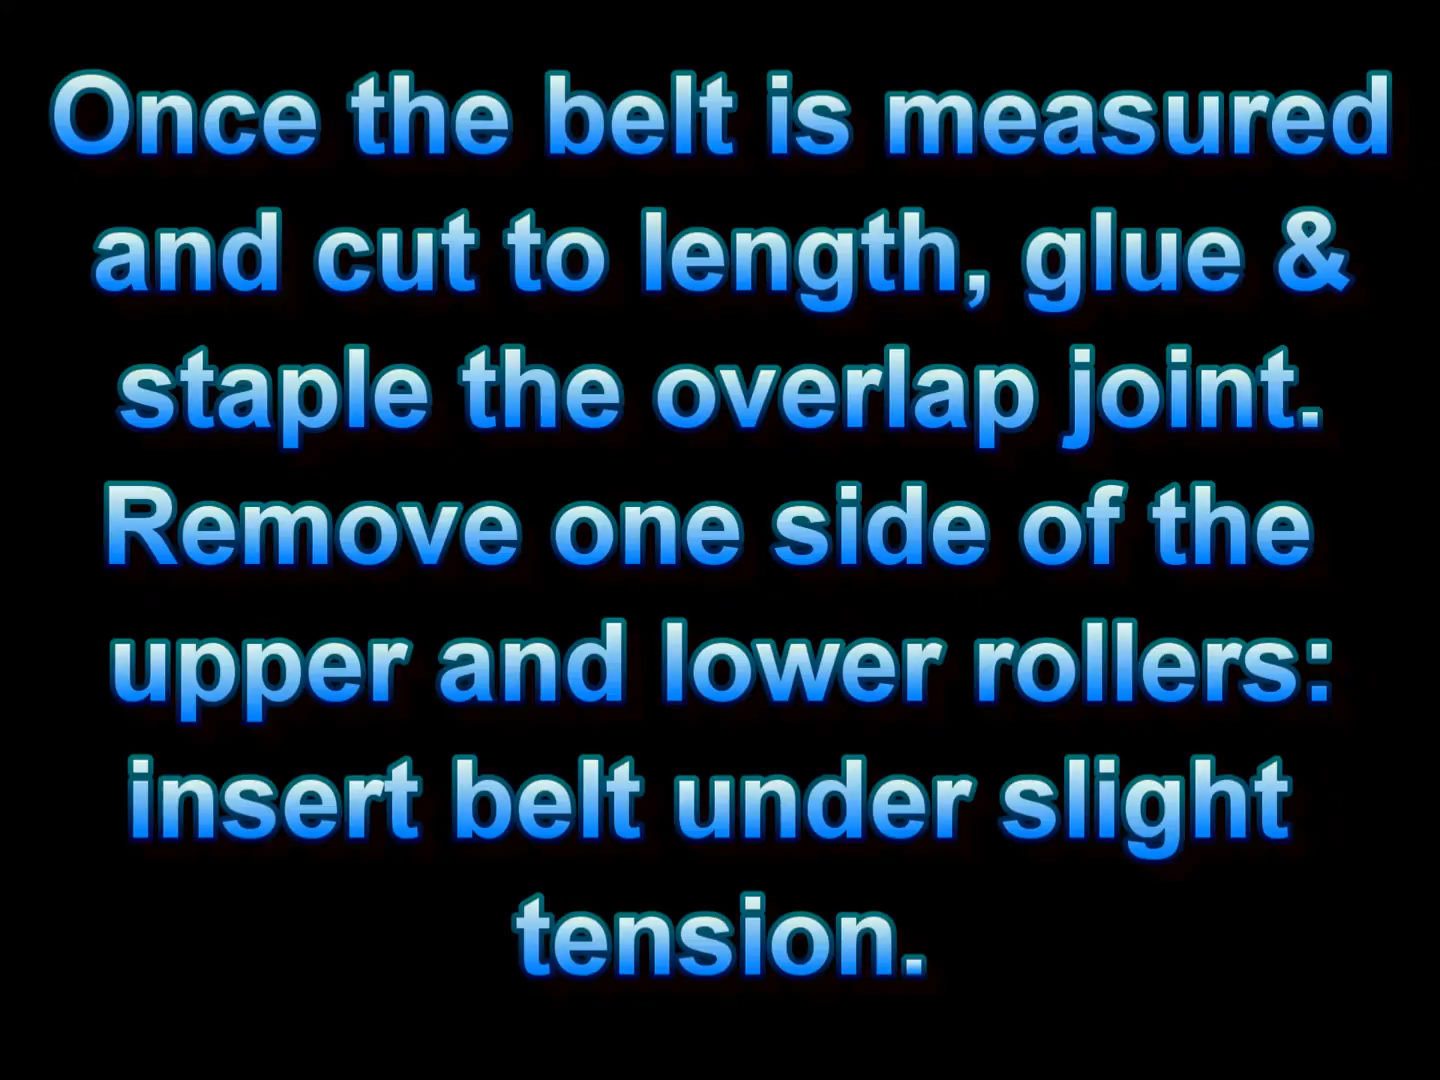 Once the belt is measured
and cut to length, glue &
staple the overlap joint.
Remove one side of the
upper and lower rollers:
insert belt under slight
tension.